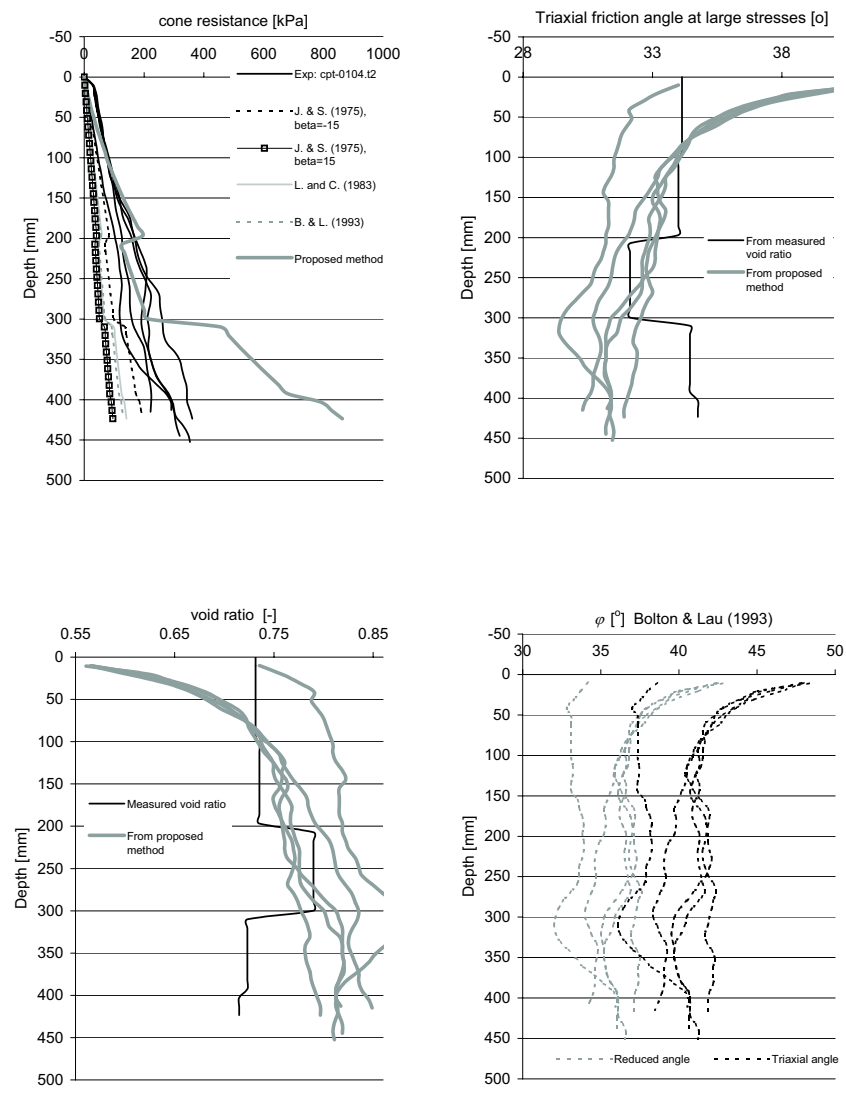 cone resistance [kPa]
-50
0 200 400 600 800 1000
0
50
100
150
200
250
300
350
400
450
500
Depth [mm]
Exp: cpt-0104.t2
J. & S. (1975),
beta=-15
J. & S. (1975),
beta=15
L. and C. (1983)
B. & L. (1993)
Proposed method
Triaxial friction angle at large stresses [o]
-50
28 33 38
0
50
100
150
200
250
300
350
400
450
500
Depth [mm]
From measured
void ratio
From proposed
method
void ratio [-]
0.55 0.65 0.75 0.85
0
50
100
150
200
250
300
350
400
450
500
Depth [mm]
Measured void ratio
From proposed
method
φ [o] Bolton & Lau (1993)
-50
30 35 40 45 50
0
50
100
150
200
250
300
350
400
450
500
Depth [mm]
Reduced angle
Triaxial angle